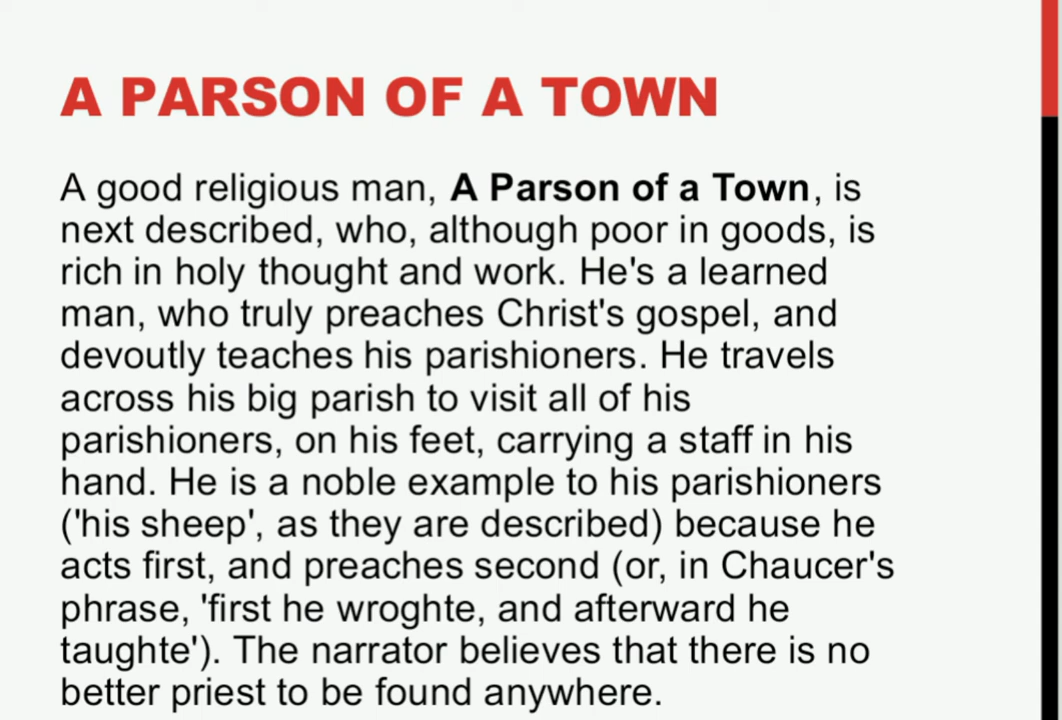 A PARSON OF A TOWN
A good religious man, A Parson of a Town, is
next described, who, although poor in goods, is
rich in holy thought and work. He's a learned
man, who truly preaches Christ's gospel, and
devoutly teaches his parishioners. He travels
across his big parish to visit all of his
parishioners, on his feet, carrying a staff in his
hand. He is a noble example to his parishioners
('his sheep', as they are described) because he
acts first, and preaches second (or, in Chaucer's
phrase, 'first he wroghte, and afterward he
taughte'). The narrator believes that there is no
better priest to be found anywhere.